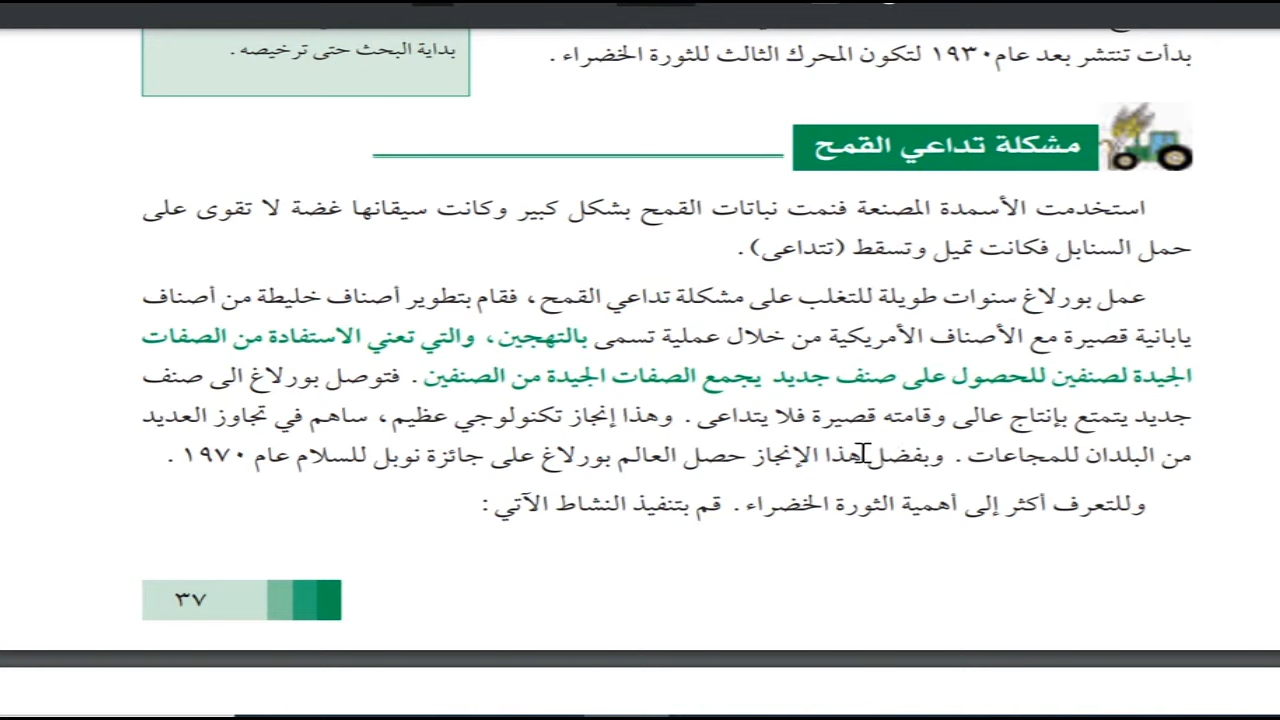 بداية البحث حتى ترخيصه .
بدأت تنتشر بعد عام ١٩٣٠ لتكون المحرك الثالث للثورة الخضراء .
مشكلة تداعي القمح
استخدمت الأسمدة المصنعة فنمت نباتات القمح بشكل كبير وكانت سيقانها غضة لا تقوى على
حمل السنابل فكانت تميل وتسقط (تتداعى) .
عمل بورلاغ سنوات طويلة للتغلب على مشكلة تداعي القمح ، فقام بتطوير أصناف خليطة من أصناف
يابانية قصيرة مع الأصناف الأمريكية من خلال عملية تسمى بالتهجين ، والتي تعني الاستفادة من الصفات
الجيدة لصنفين للحصول على صنف جديد يجمع الصفات الجيدة من الصنفين . فتوصل بورلاغ الى صنف
جديد يتمتع بإنتاج عالى وقامته قصيرة فلا يتداعى . وهذا إنجاز تكنولوجي عظيم ، ساهم في تجاوز العديد
من البلدان للمجاعات . وبفضل هذا الإنجاز حصل العالم بورلاغ على جائزة نوبل للسلام عام ١٩٧٠ .
وللتعرف أكثر إلى أهمية الثورة الخضراء . قم بتنفيذ النشاط الآتي :
٣٧